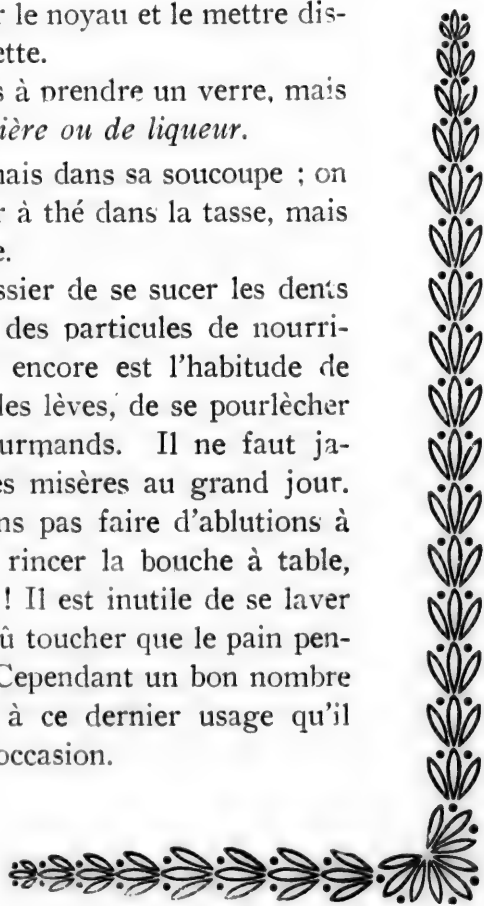 r le noyau et le mettre dis-
ette.
s à prendre un verre, mais
ière ou de liqueur.
nais dans sa soucoupe ; on
r à thé dans la tasse, mais
e.
ssier de se sucer les dents
des particules de nourri-
encore est l'habitude de
les lèves, de se pourlècher
urmands. Il ne faut ja-
es misères au grand jour.
ns pas faire d'ablutions à
rincer la bouche à table,
! Il est inutile de se laver
û toucher que le pain pen-
Cependant un bon nombre
à ce dernier usage qu'il
occasion.